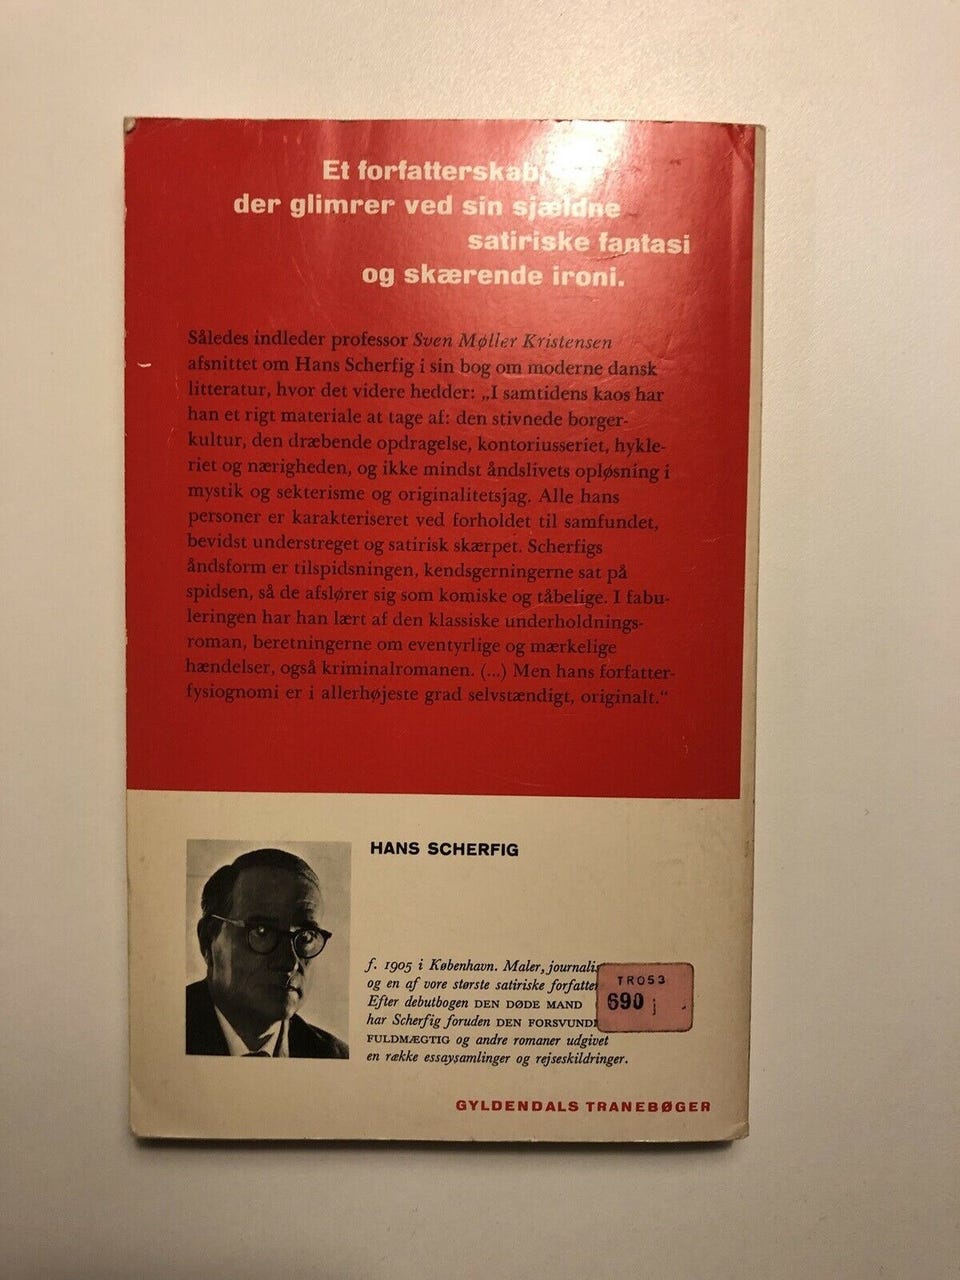 Et forfatterskab,
der glimrer ved sin sjældne
satiriske fantasi
og skærende ironi.
Således indleder professor Sven Møller Kristensen
afsnittet om Hans Scherfig i sin bog om moderne dansk
litteratur, hvor det videre hedder: „I samtidens kaos har
han et rigt materiale at tage af: den stivnede borger-
kultur, den dræbende opdragelse, kontoriusseriet, hykle-
riet og nærigheden, og ikke mindst åndslivets opløsning i
mystik og sekterisme og originalitetsjag. Alle hans
personer er karakteriseret ved forholdet til samfundet,
bevidst understreget og satirisk skærpet. Scherfigs
åndsform er tilspidsningen, kendsgerningerne sat på
spidsen, så de afslører sig som komiske og tåbelige. I fabu-
leringen har han lært af den klassiske underholdnings-
roman, beretningerne om eventyrlige og mærkelige
hændelser, også kriminalromanen. (...) Men hans forfatter-
fysiognomi er i allerhøjeste grad selvstændigt, originalt.“
HANS SCHERFIG
f. 1905 i København. Maler, journalis
og en af vore største satiriske forfatter
Efter debutbogen DEN DØDE MAND
har Scherfig foruden DEN FORSVUND
FULDMÆGTIG og andre romaner udgivet
en række essaysamlinger og rejseskildringer.
TR053
690
GYLDENDALS TRANEBØGER